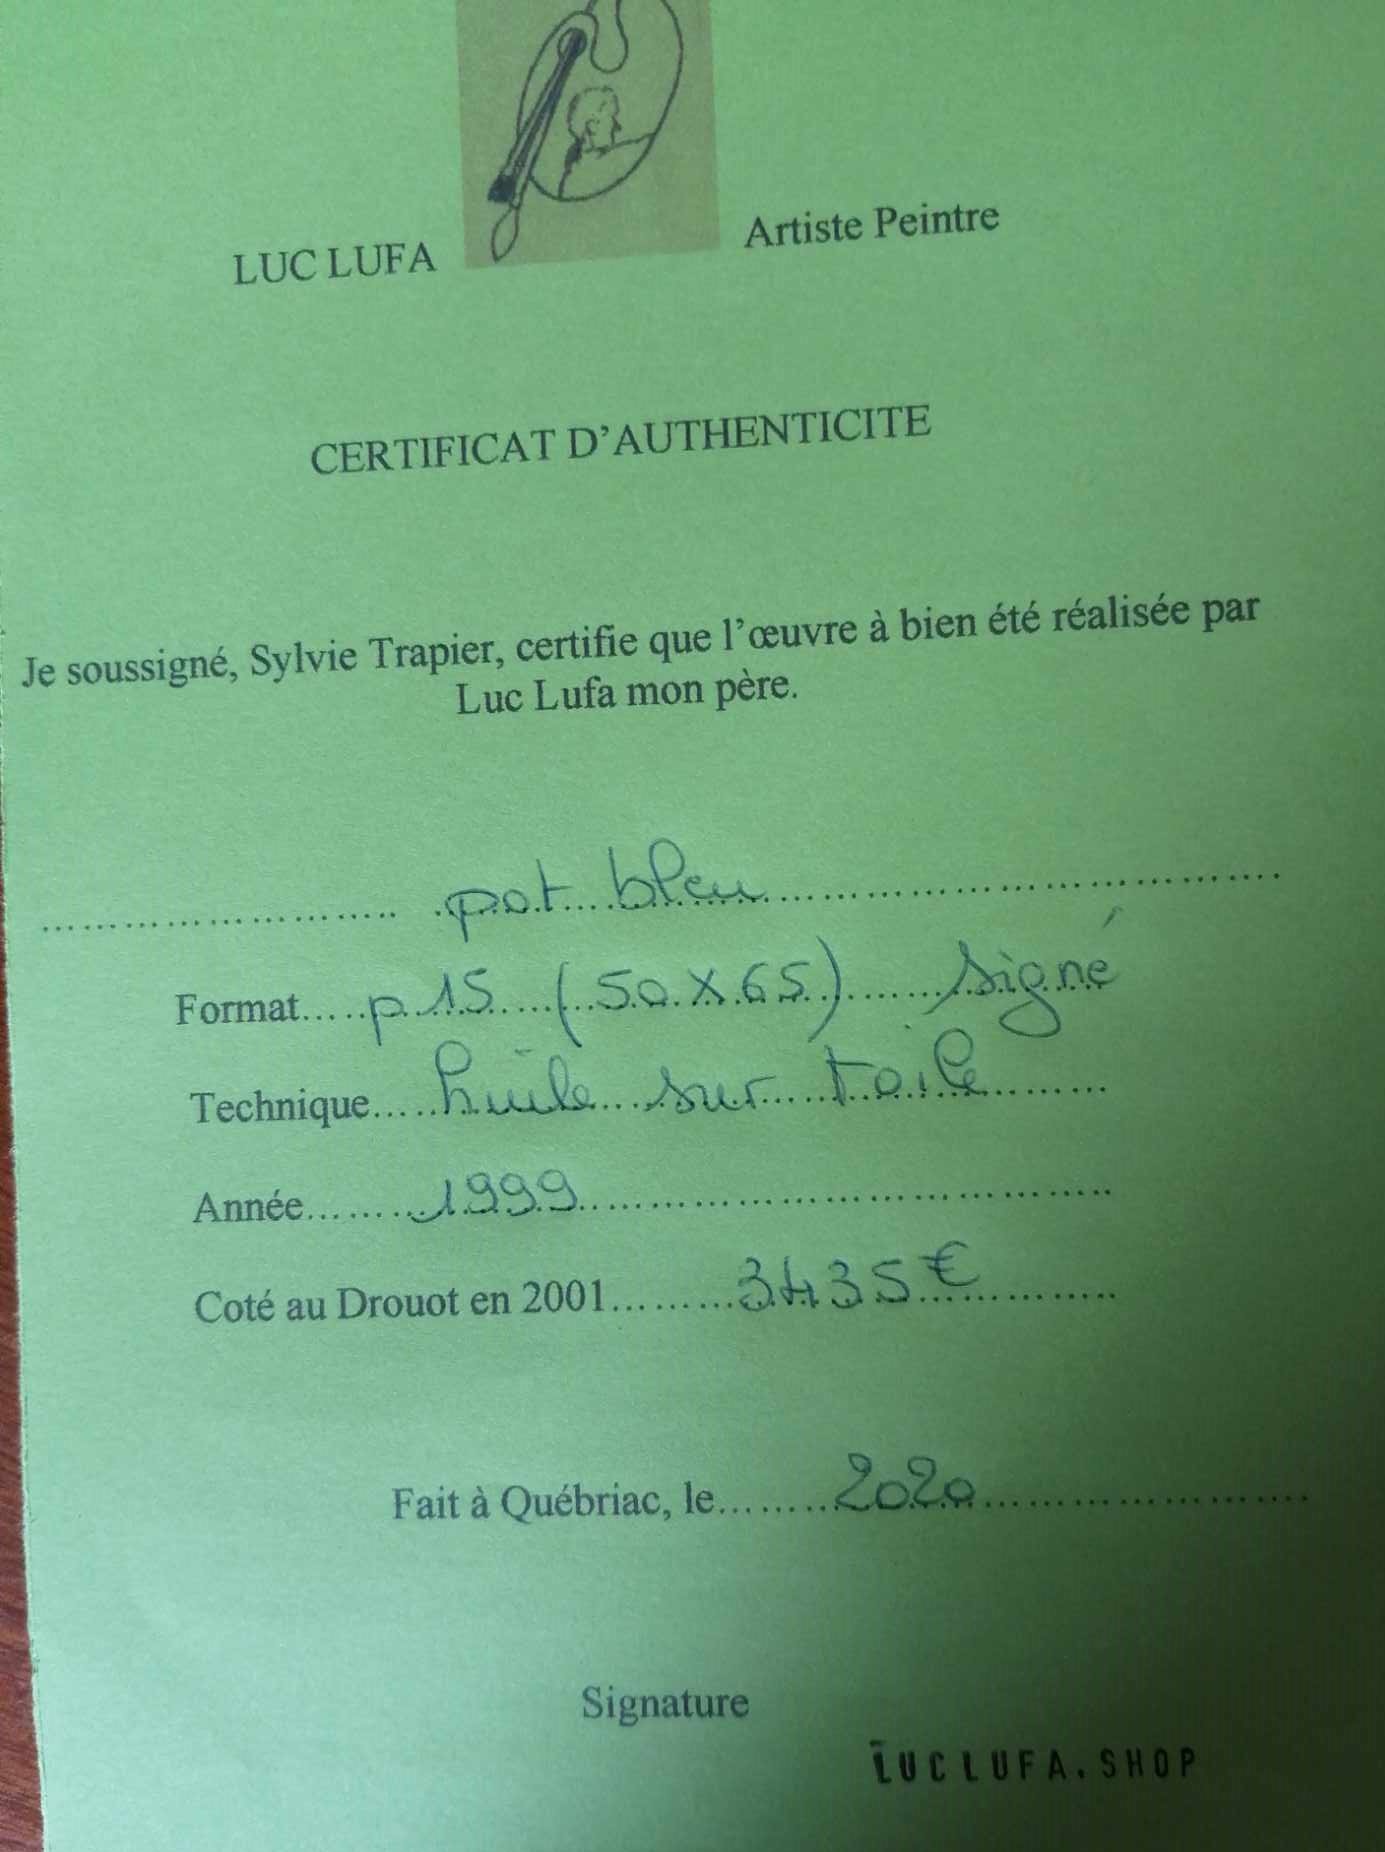 LUC LUFA Artiste Peintre
CERTIFICAT D'AUTHENTICITE
Je soussigné, Sylvie Trapier, certifie que l'œuvre à bien été réalisée par
Luc Lufa mon père.
.......................... pot bleu....................................
Format.....p 15....(50 x 65)....... signé
Technique.....huile sur toile.........
Année.........1999...............................
Coté au Drouot en 2001.........3435€............
Fait à Québriac, le.........2020......................
Signature
LUCLUFA.SHOP